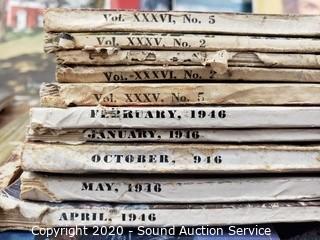 Vol. XXXVI, No. 5
Vol. XXXV, No. 2
Vol. XXXVI, No. 2
Vol. XXXV, No. 5
FEBRUARY, 1946
JANUARY, 1946
OCTOBER, 946
MAY, 1946
APRIL, 1946
Copyright 2020 - Sound Auction Service